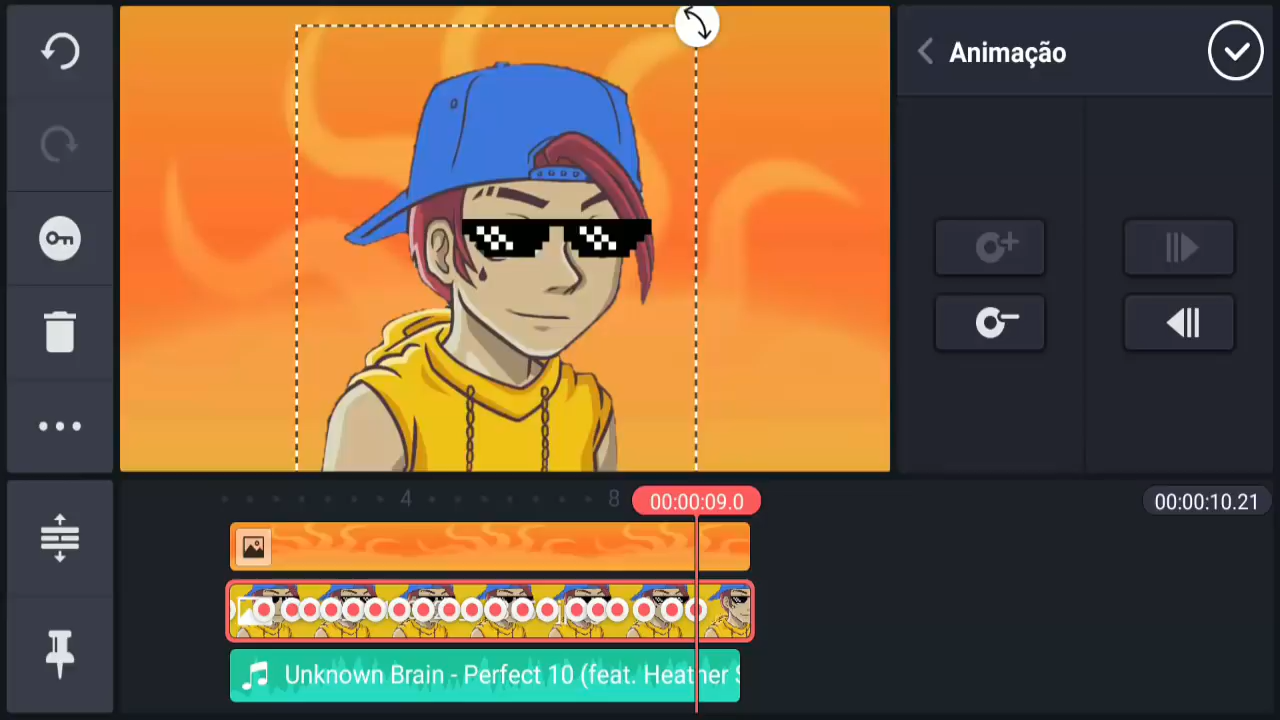 Animação
4
8
00:00:09.0
00:00:10.21
Unknown Brain - Perfect 10 (feat. Heather